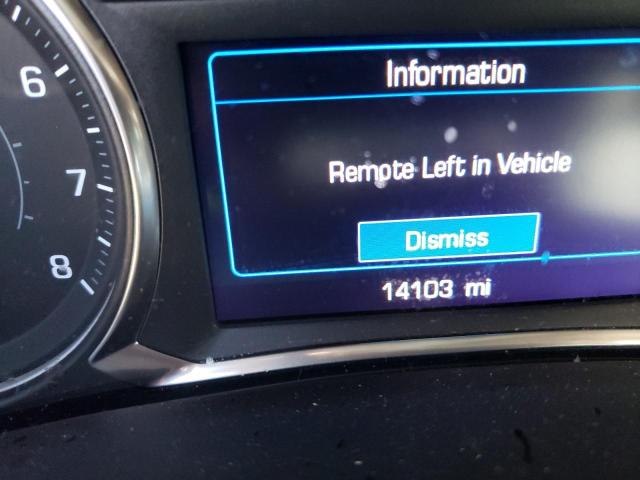 6
7
8
Information
Remote Left in Vehicle
Dismiss
14103 mi